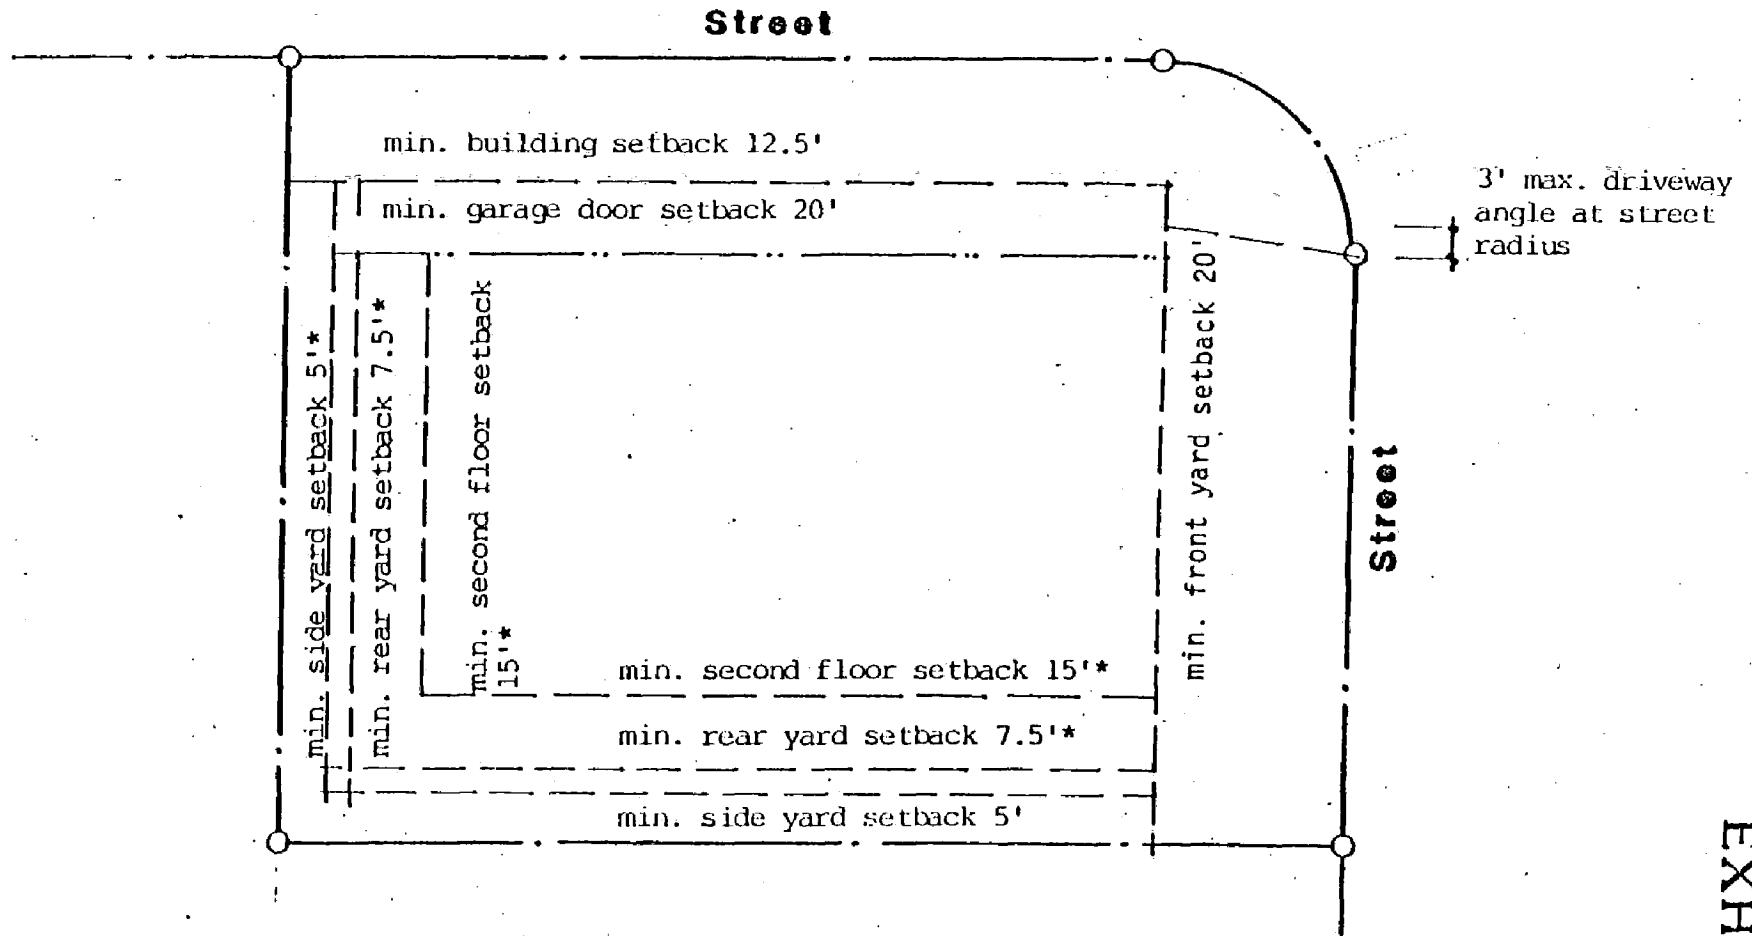 Street
min. building setback 12.5'
3' max. driveway
angle at street
radius
min. garage door setback 20'
min. side yard setback 5'*
min. rear yard setback 7.5'*
min. second floor setback
15'*
min. front yard setback 20'
Street
min. second floor setback 15'*
min. rear yard setback 7.5'*
min. side yard setback 5'
EXH